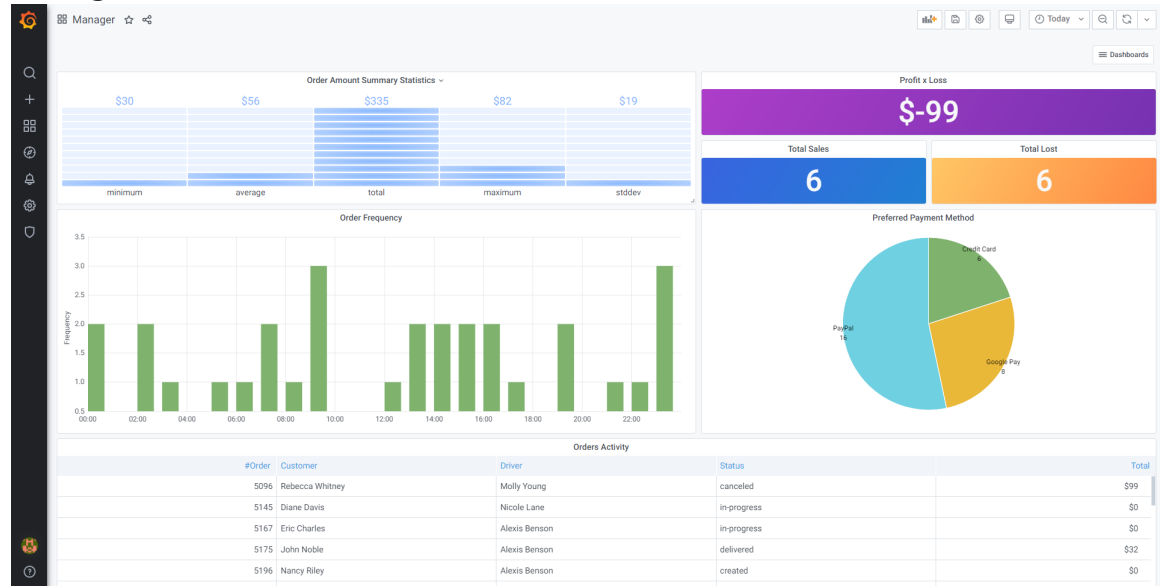 Manager
Today
Dashboards
Order Amount Summary Statistics
$30 $56 $335 $82 $19
minimum average total maximum stddev
Profit x Loss
$-99
Total Sales
6
Total Lost
6
Order Frequency
3.5
3.0
2.5
2.0
1.5
1.0
0.5
Frequency
00:00 02:00 04:00 06:00 08:00 10:00 12:00 14:00 16:00 18:00 20:00 22:00
Preferred Payment Method
Credit Card
6
PayPal
16
Google Pay
8
Orders Activity
#Order Customer Driver Status Total
5096 Rebecca Whitney Molly Young canceled $99
5145 Diane Davis Nicole Lane in-progress $0
5167 Eric Charles Alexis Benson in-progress $0
5175 John Noble Alexis Benson delivered $32
5196 Nancy Riley Alexis Benson created $0